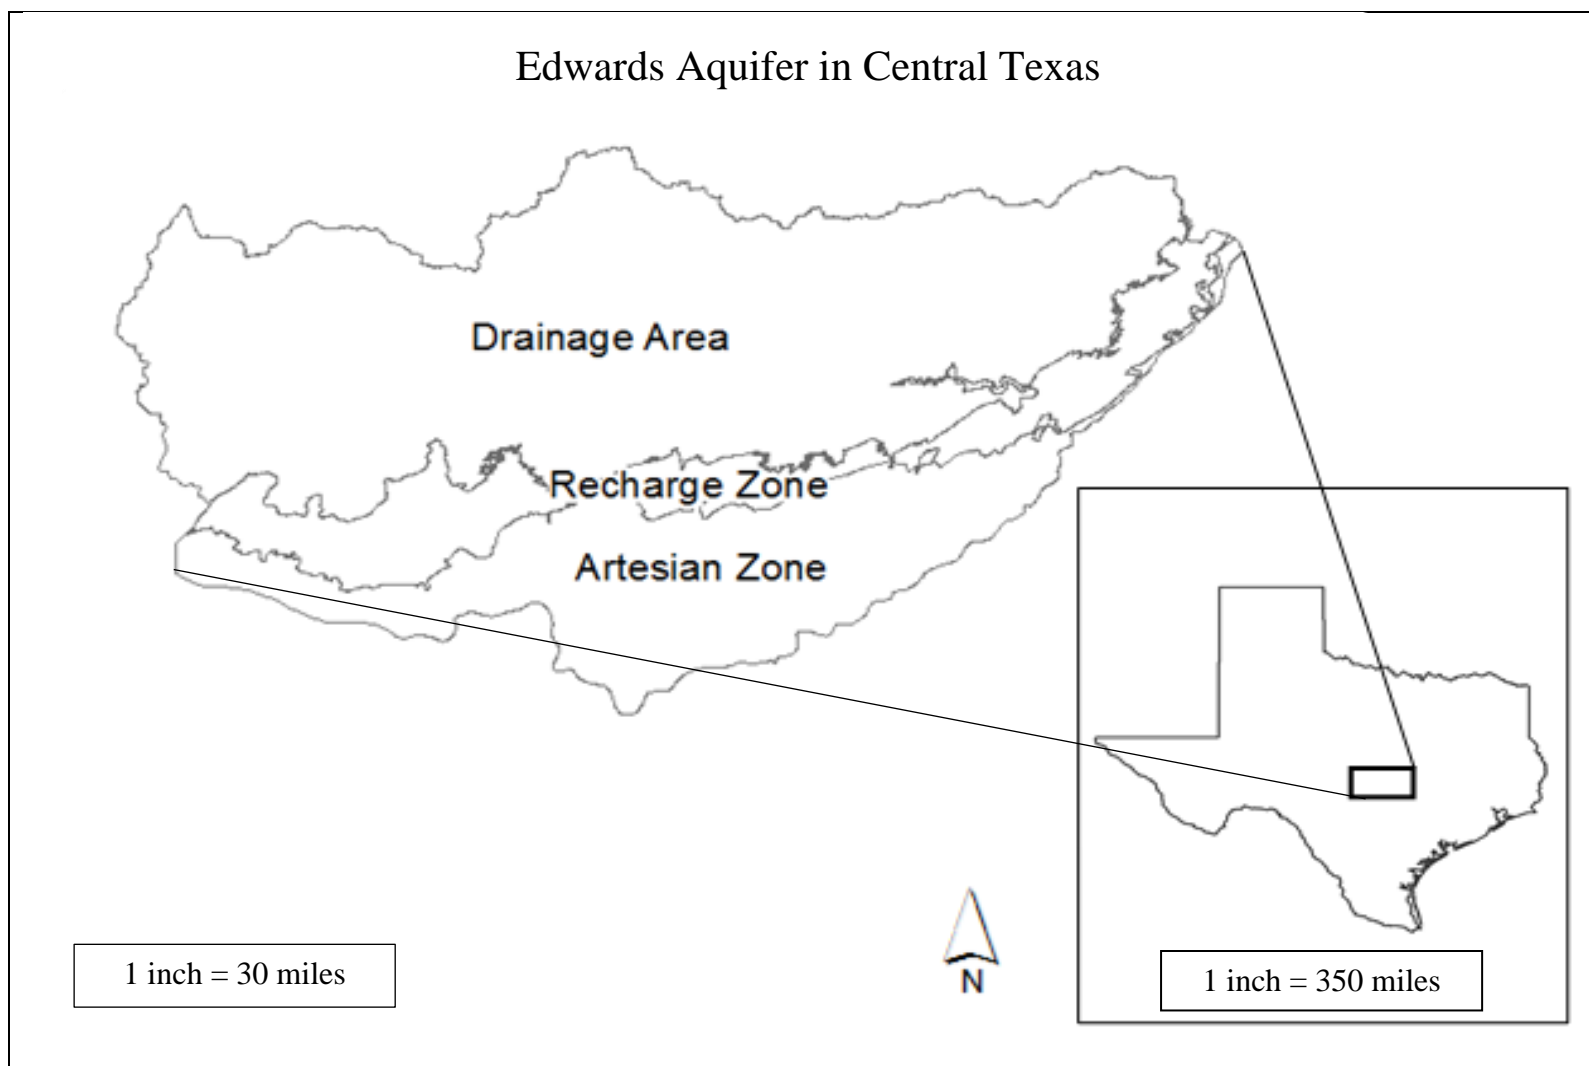 Edwards Aquifer in Central Texas
Drainage Area
Recharge Zone
Artesian Zone
1 inch = 30 miles
N
1 inch = 350 miles